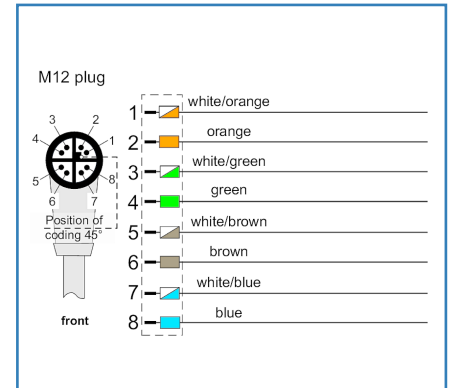 M12 plug
3
2
4
1
5
8
6
7
Position of
coding 45°
front
1 white/orange
2 orange
3 white/green
4 green
5 white/brown
6 brown
7 white/blue
8 blue